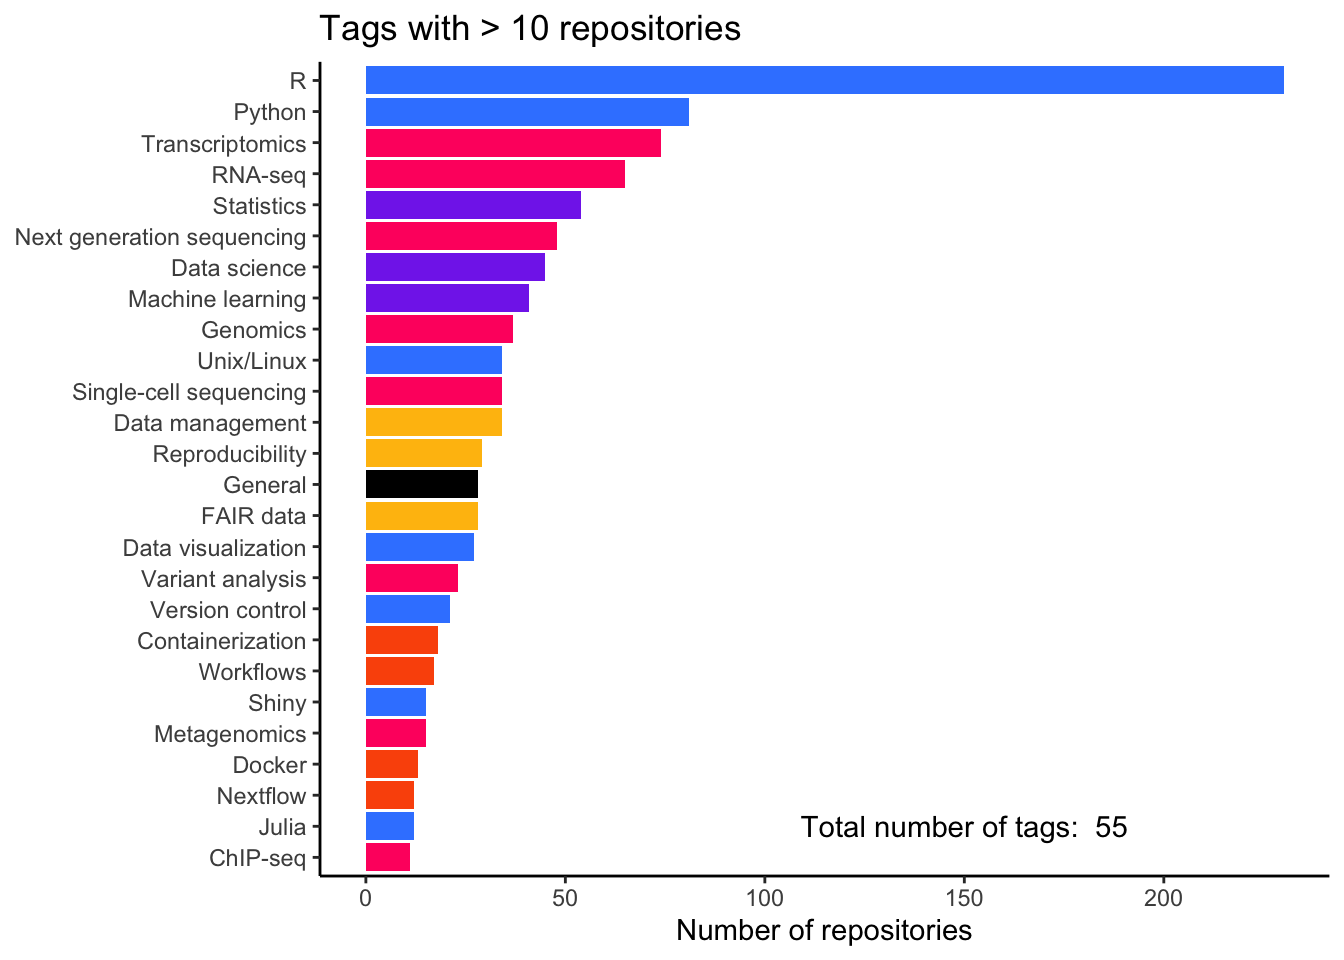 Tags with > 10 repositories
R
Python
Transcriptomics
RNA-seq
Statistics
Next generation sequencing
Data science
Machine learning
Genomics
Unix/Linux
Single-cell sequencing
Data management
Reproducibility
General
FAIR data
Data visualization
Variant analysis
Version control
Containerization
Workflows
Shiny
Metagenomics
Docker
Nextflow
Julia
Total number of tags:  55
ChIP-seq
0 50 100 150 200
Number of repositories